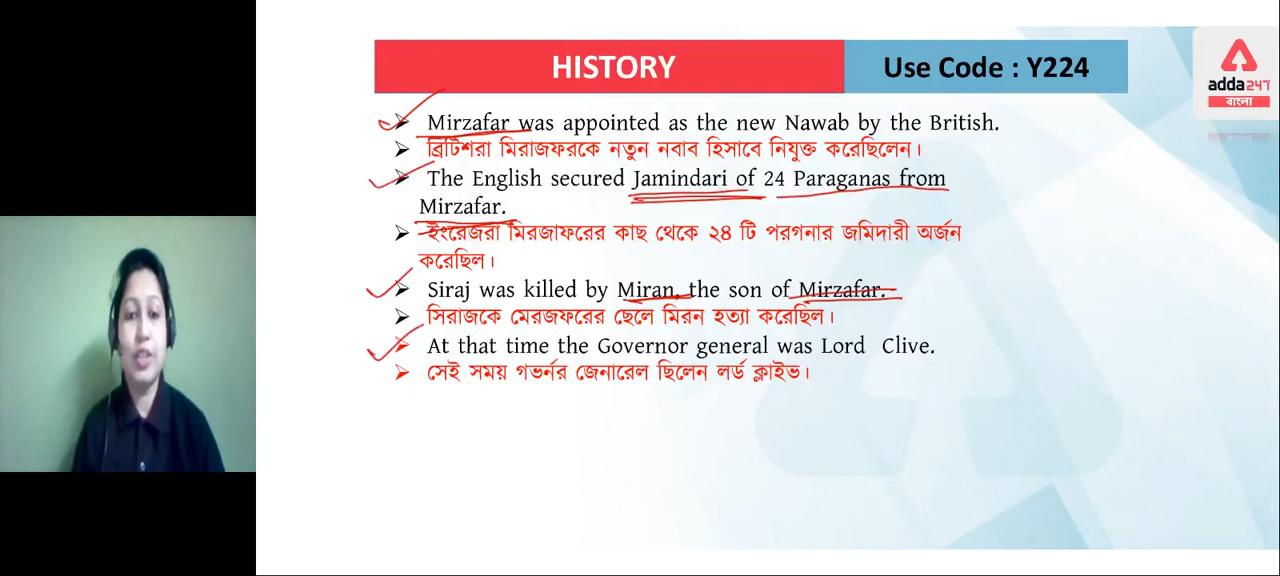 HISTORY
Use Code : Y224
adda247
বাংলা
Mirzafar was appointed as the new Nawab by the British.
ব্রিটিশরা মিরাজফরকে নতুন নবাব হিসাবে নিযুক্ত করেছিলেন।
The English secured Jamindari of 24 Paraganas from
Mirzafar.
ইংরেজরা মিরজাফরের কাছ থেকে ২৪ টি পরগনার জমিদারী অর্জন
করেছিল।
Siraj was killed by Miran, the son of Mirzafar.
সিরাজকে মেরজফরের ছেলে মিরন হত্যা করেছিল।
At that time the Governor general was Lord Clive.
সেই সময় গভর্নর জেনারেল ছিলেন লর্ড ক্লাইভ।